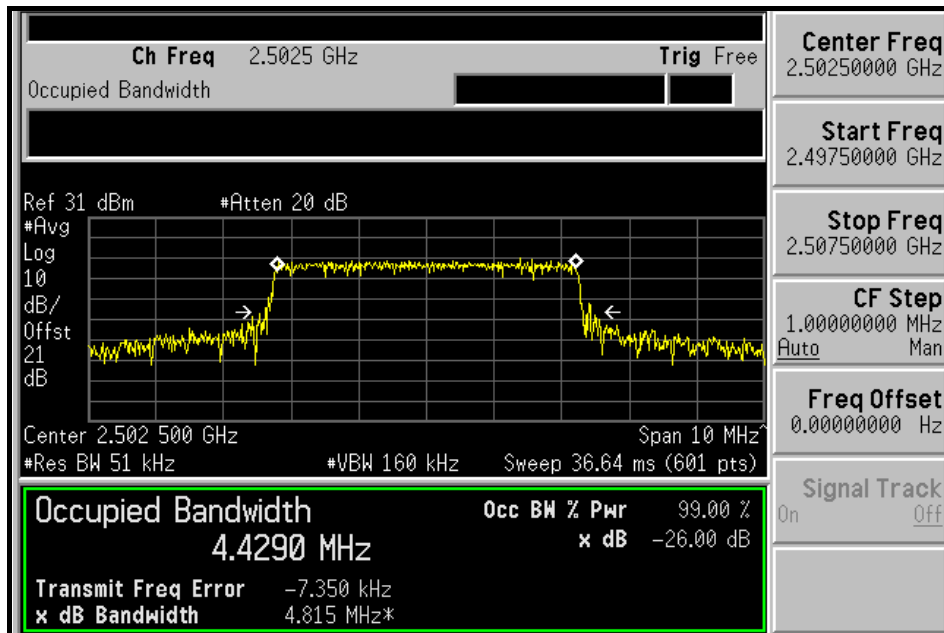 Ch Freq 2.5025 GHz Trig Free
Occupied Bandwidth
Ref 31 dBm #Atten 20 dB
#Avg
Log
10
dB/
Offst
21
dB
Center 2.502 500 GHz Span 10 MHz^
#Res BW 51 kHz #VBW 160 kHz Sweep 36.64 ms (601 pts)
Occupied Bandwidth
4.4290 MHz
Occ BW % Pwr 99.00 %
x dB -26.00 dB
Transmit Freq Error -7.350 kHz
x dB Bandwidth 4.815 MHz*
Center Freq
2.50250000 GHz
Start Freq
2.49750000 GHz
Stop Freq
2.50750000 GHz
CF Step
1.00000000 MHz
Auto Man
Freq Offset
0.00000000 Hz
Signal Track
On Off